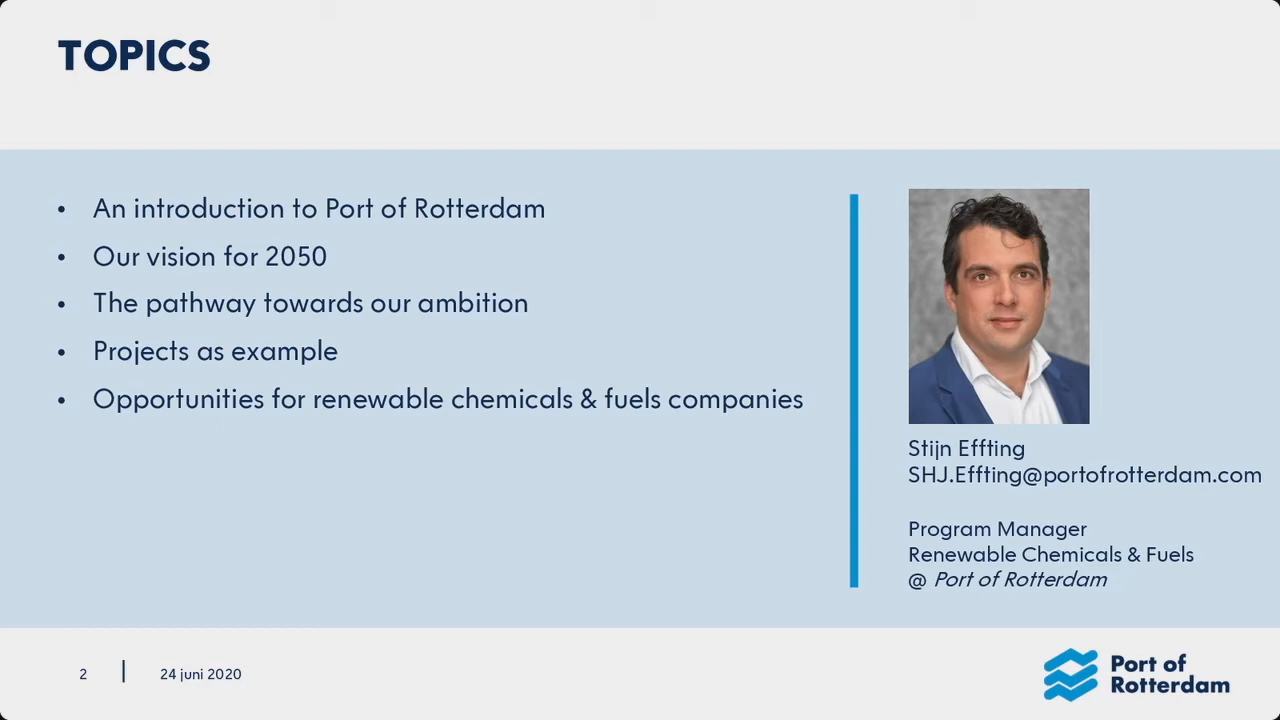 TOPICS
• An introduction to Port of Rotterdam
• Our vision for 2050
• The pathway towards our ambition
• Projects as example
• Opportunities for renewable chemicals & fuels companies
Stijn Effting
SHJ.Effting@portofrotterdam.com
Program Manager
Renewable Chemicals & Fuels
@ Port of Rotterdam
2
24 juni 2020
Port of
Rotterdam